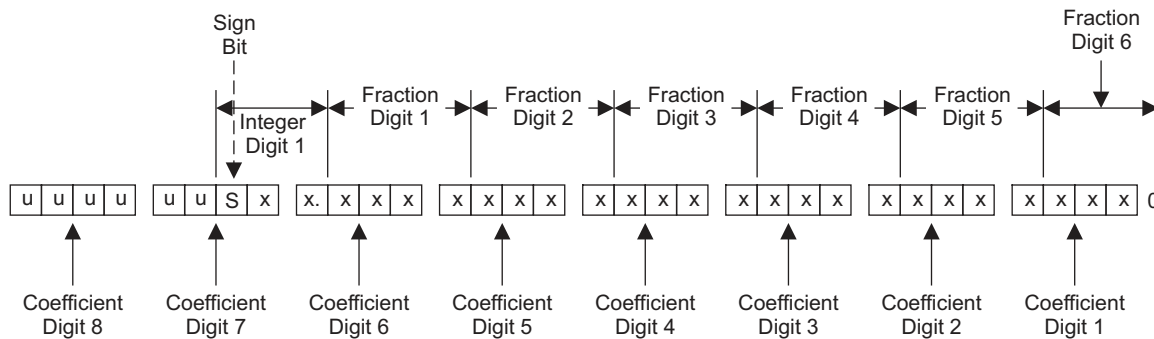 Sign
Bit
Fraction
Digit 6
Fraction
Digit 1
Fraction
Digit 2
Fraction
Digit 3
Fraction
Digit 4
Fraction
Digit 5
Integer
Digit 1
u u u u u u S x x. x x x x x x x x x x x x x x x x x x x x x x x 0
Coefficient
Digit 8
Coefficient
Digit 7
Coefficient
Digit 6
Coefficient
Digit 5
Coefficient
Digit 4
Coefficient
Digit 3
Coefficient
Digit 2
Coefficient
Digit 1